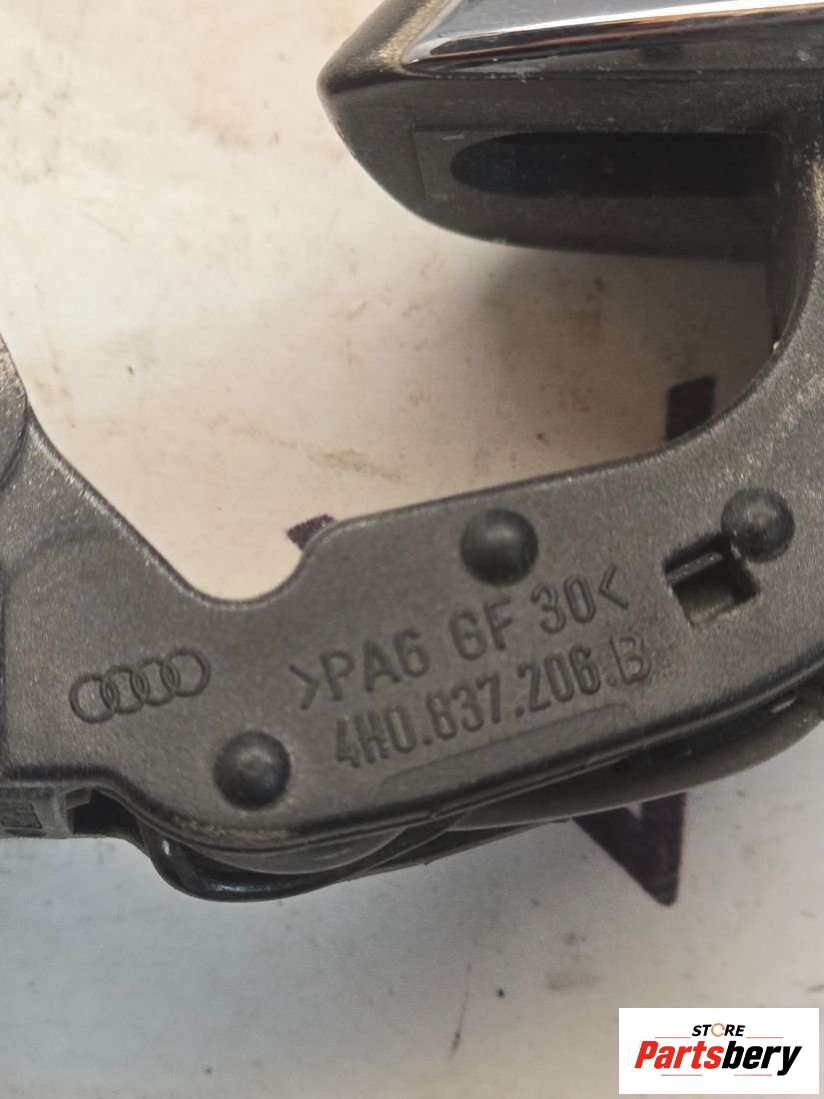 >PA6 GF 30<
4H0.837.206.B
STORE
Partsbery